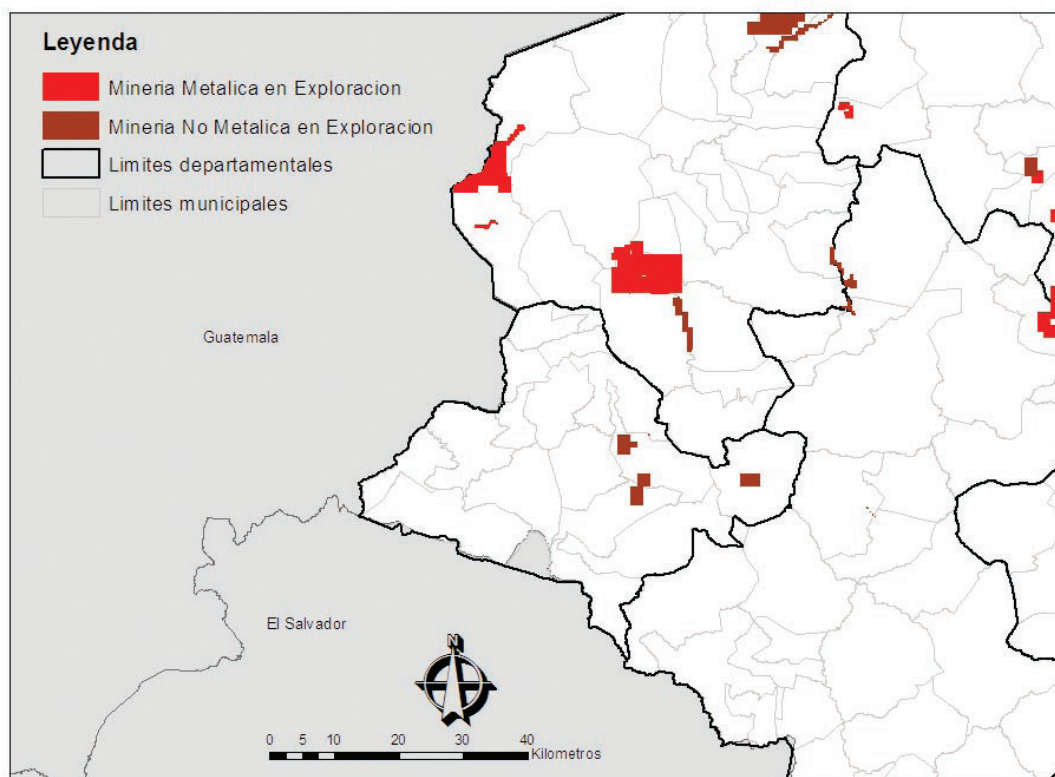 Leyenda
Mineria Metalica en Exploracion
Mineria No Metalica en Exploracion
Limites departamentales
Limites municipales
Guatemala
El Salvador
N
0 5 10 20 30 40
Kilometros